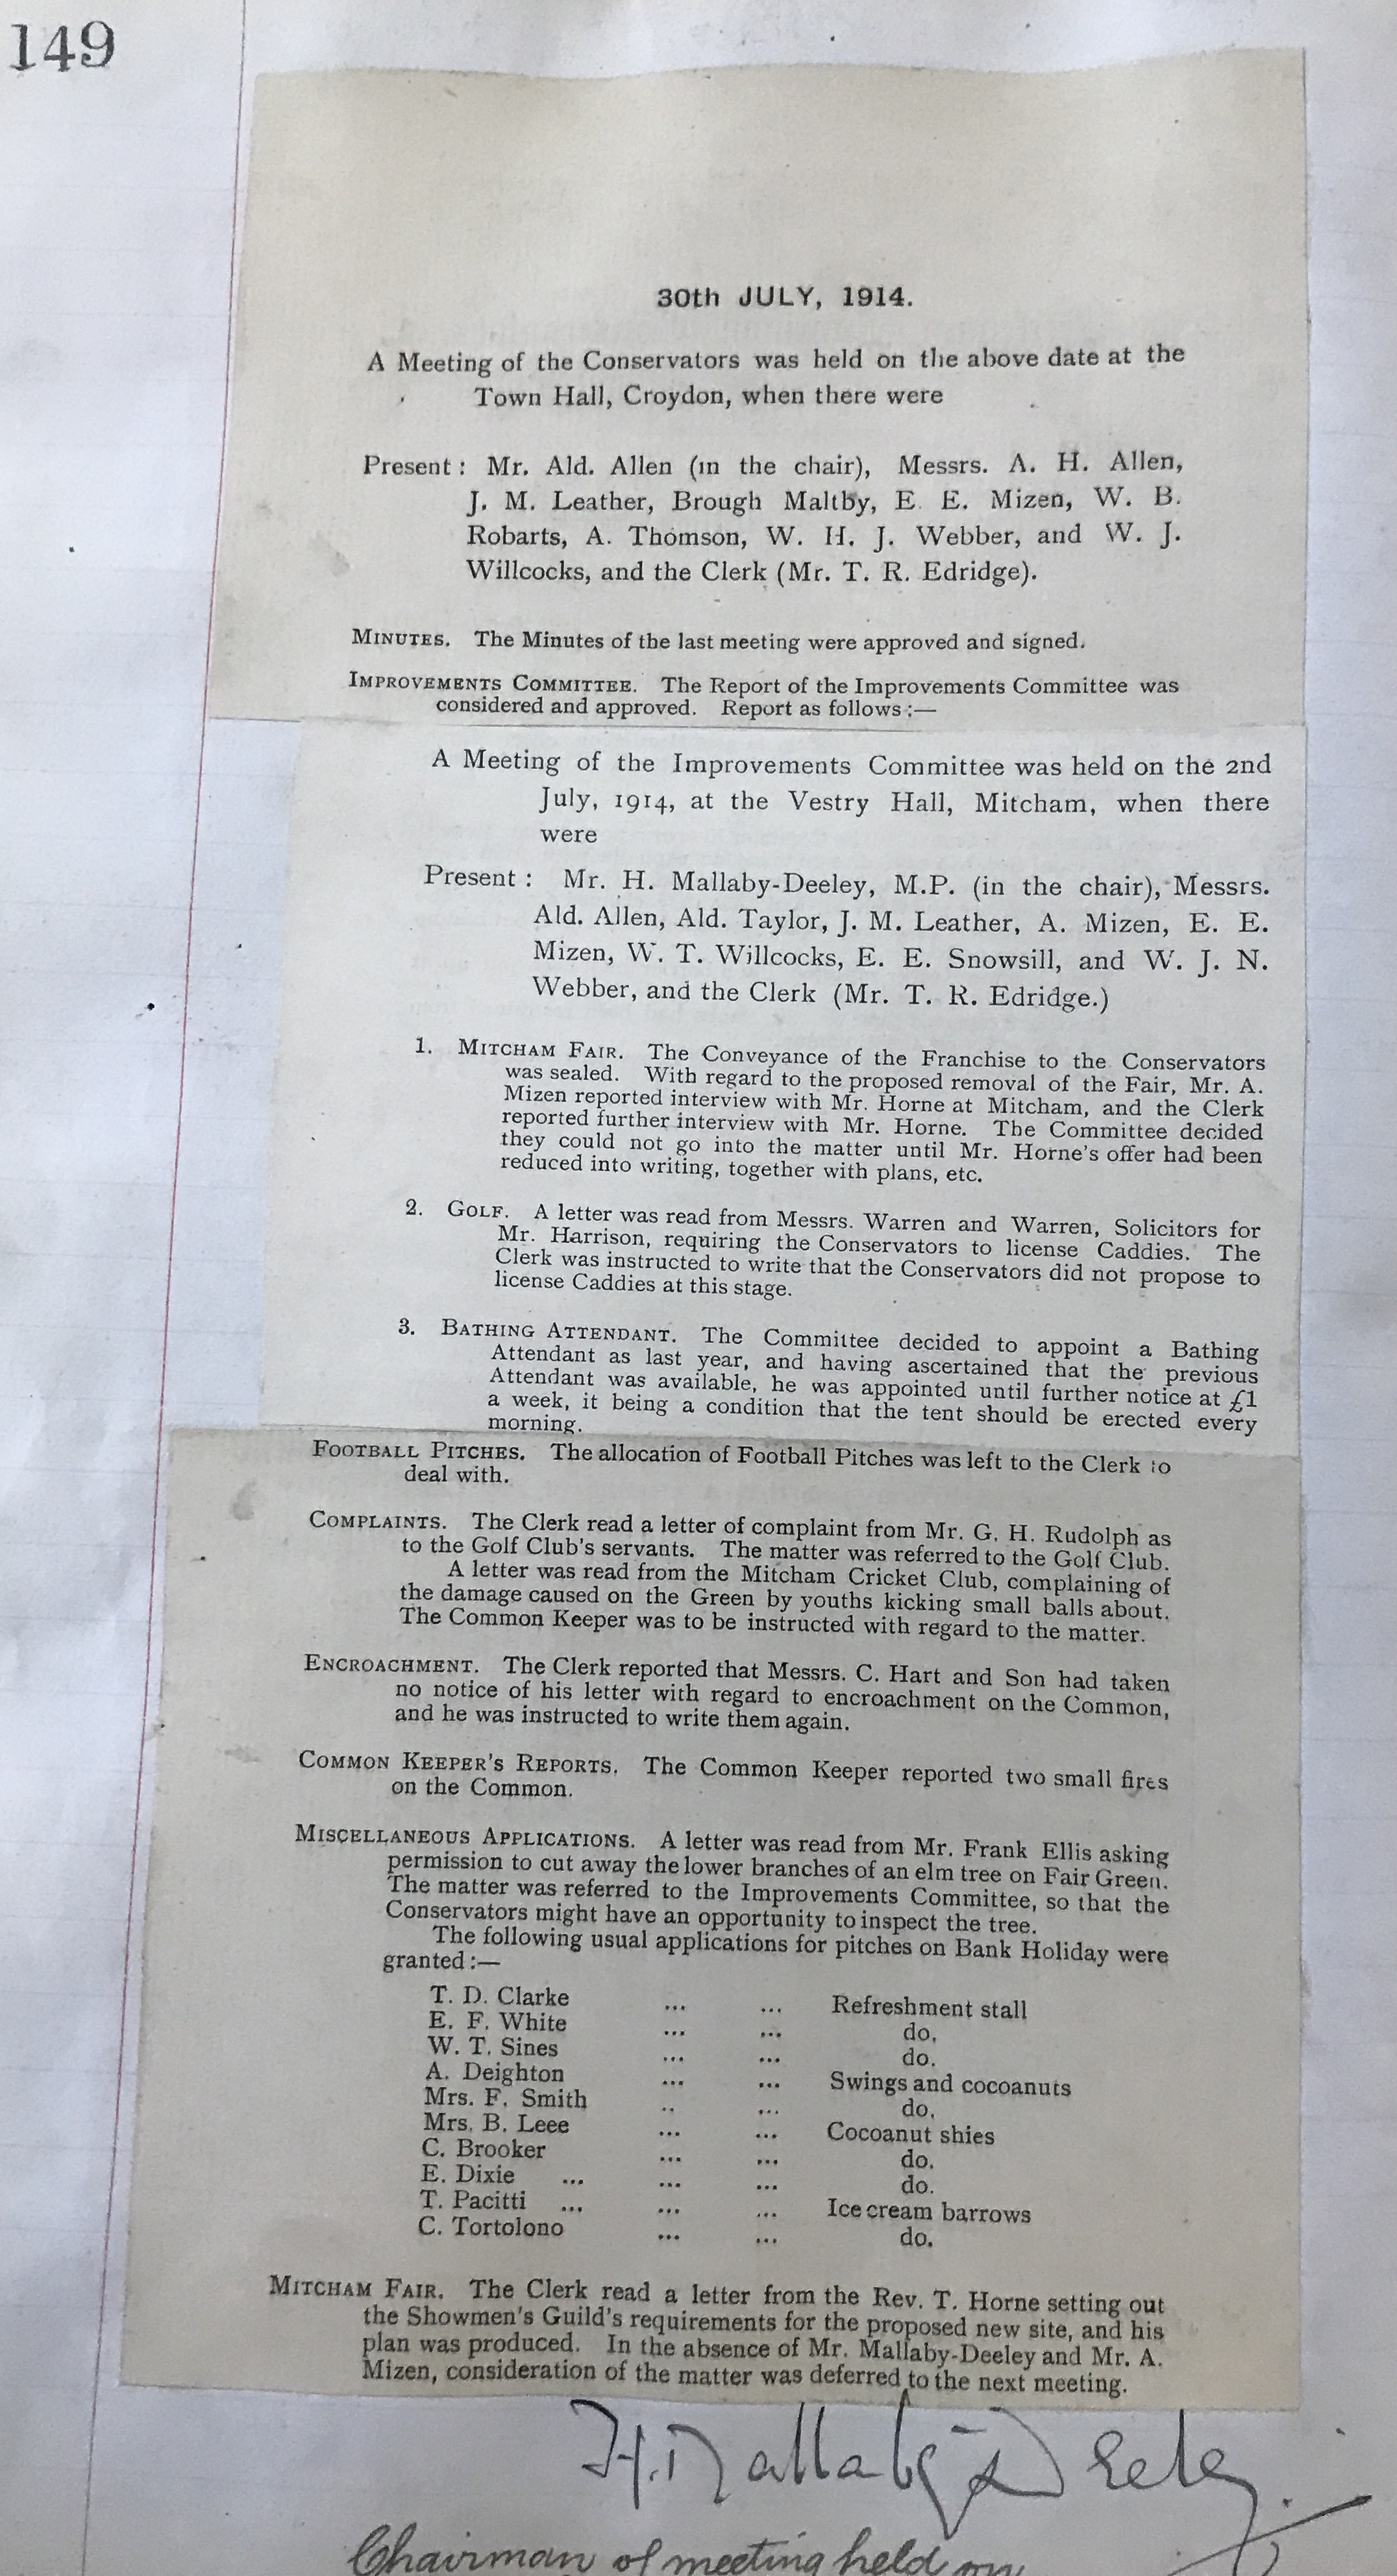 149
30th JULY, 1914.
A Meeting of the Conservators was held on the above date at the
Town Hall, Croydon, when there were
Present : Mr. Ald. Allen (in the chair), Messrs. A. H. Allen,
J. M. Leather, Brough Maltby, E. E. Mizen, W. B.
Robarts, A. Thomson, W. H. J. Webber, and W. J.
Willcocks, and the Clerk (Mr. T. R. Edridge).
MINUTES. The Minutes of the last meeting were approved and signed.
IMPROVEMENTS COMMITTEE. The Report of the Improvements Committee was
considered and approved. Report as follows :—
A Meeting of the Improvements Committee was held on the 2nd
July, 1914, at the Vestry Hall, Mitcham, when there
were
Present : Mr. H. Mallaby-Deeley, M.P. (in the chair), Messrs.
Ald. Allen, Ald. Taylor, J. M. Leather, A. Mizen, E. E.
Mizen, W. T. Willcocks, E. E. Snowsill, and W. J. N.
Webber, and the Clerk (Mr. T. R. Edridge.)
1. MITCHAM FAIR. The Conveyance of the Franchise to the Conservators
was sealed. With regard to the proposed removal of the Fair, Mr. A.
Mizen reported interview with Mr. Horne at Mitcham, and the Clerk
reported further interview with Mr. Horne. The Committee decided
they could not go into the matter until Mr. Horne's offer had been
reduced into writing, together with plans, etc.
2. GOLF. A letter was read from Messrs. Warren and Warren, Solicitors for
Mr. Harrison, requiring the Conservators to license Caddies. The
Clerk was instructed to write that the Conservators did not propose to
license Caddies at this stage.
3. BATHING ATTENDANT. The Committee decided to appoint a Bathing
Attendant as last year, and having ascertained that the previous
Attendant was available, he was appointed until further notice at £1
a week, it being a condition that the tent should be erected every
morning.
FOOTBALL PITCHES. The allocation of Football Pitches was left to the Clerk to
deal with.
COMPLAINTS. The Clerk read a letter of complaint from Mr. G. H. Rudolph as
to the Golf Club's servants. The matter was referred to the Golf Club.
A letter was read from the Mitcham Cricket Club, complaining of
the damage caused on the Green by youths kicking small balls about.
The Common Keeper was to be instructed with regard to the matter.
ENCROACHMENT. The Clerk reported that Messrs. C. Hart and Son had taken
no notice of his letter with regard to encroachment on the Common,
and he was instructed to write them again.
COMMON KEEPER'S REPORTS. The Common Keeper reported two small fires
on the Common.
MISCELLANEOUS APPLICATIONS. A letter was read from Mr. Frank Ellis asking
permission to cut away the lower branches of an elm tree on Fair Green.
The matter was referred to the Improvements Committee, so that the
Conservators might have an opportunity to inspect the tree.
The following usual applications for pitches on Bank Holiday were
granted :—
T. D. Clarke ... ... Refreshment stall
E. F. White ... ... do.
W. T. Sines ... ... do.
A. Deighton ... ... Swings and cocoanuts
Mrs. F. Smith .. ... do.
Mrs. B. Leee ... ... Cocoanut shies
C. Brooker ... ... do.
E. Dixie ... ... ... do.
T. Pacitti ... ... ... Ice cream barrows
C. Tortolono ... ... do.
MITCHAM FAIR. The Clerk read a letter from the Rev. T. Horne setting out
the Showmen's Guild's requirements for the proposed new site, and his
plan was produced. In the absence of Mr. Mallaby-Deeley and Mr. A.
Mizen, consideration of the matter was deferred to the next meeting.
H. Mallaby-Deeley
Chairman of meeting held on